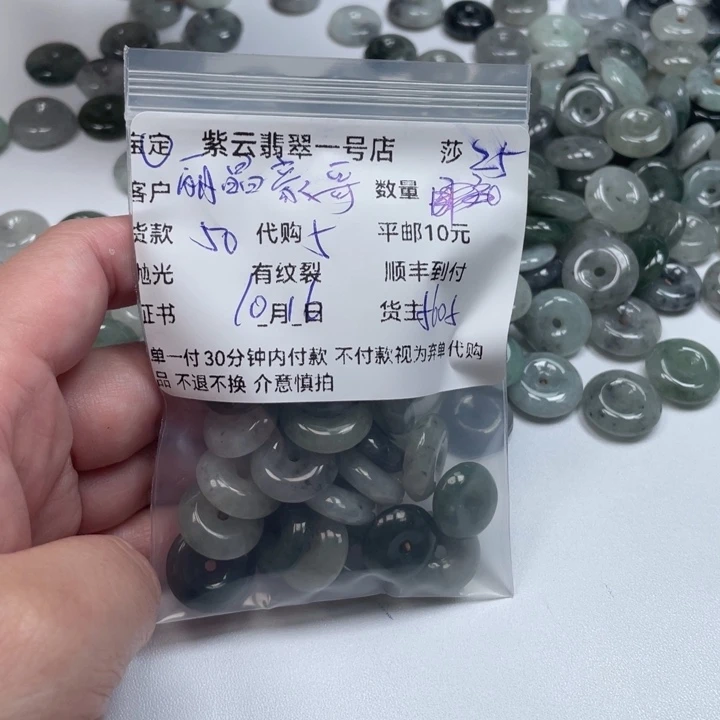 宝定 紫云翡翠一号店 莎 25
客户 丽晶 哥 数量
货款 50 代购 5 平邮10元
抛光 有纹裂 顺丰到付
证书 10月16日 货主 5605
单一付30分钟内付款 不付款视为弃单代购
品 不退不换 介意慎拍